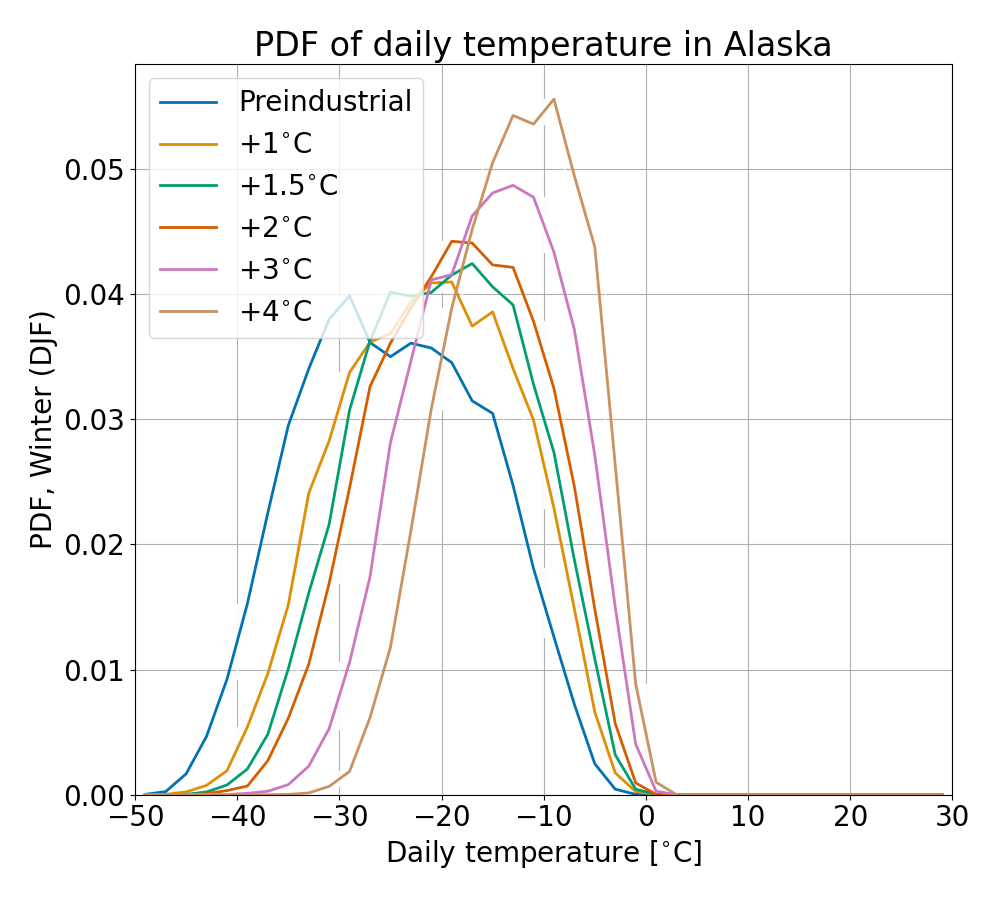 PDF of daily temperature in Alaska
Preindustrial
+1°C
+1.5°C
+2°C
+3°C
+4°C
PDF, Winter (DJF)
0.05
0.04
0.03
0.02
0.01
0.00
−50 −40 −30 −20 −10 0 10 20 30
Daily temperature [°C]